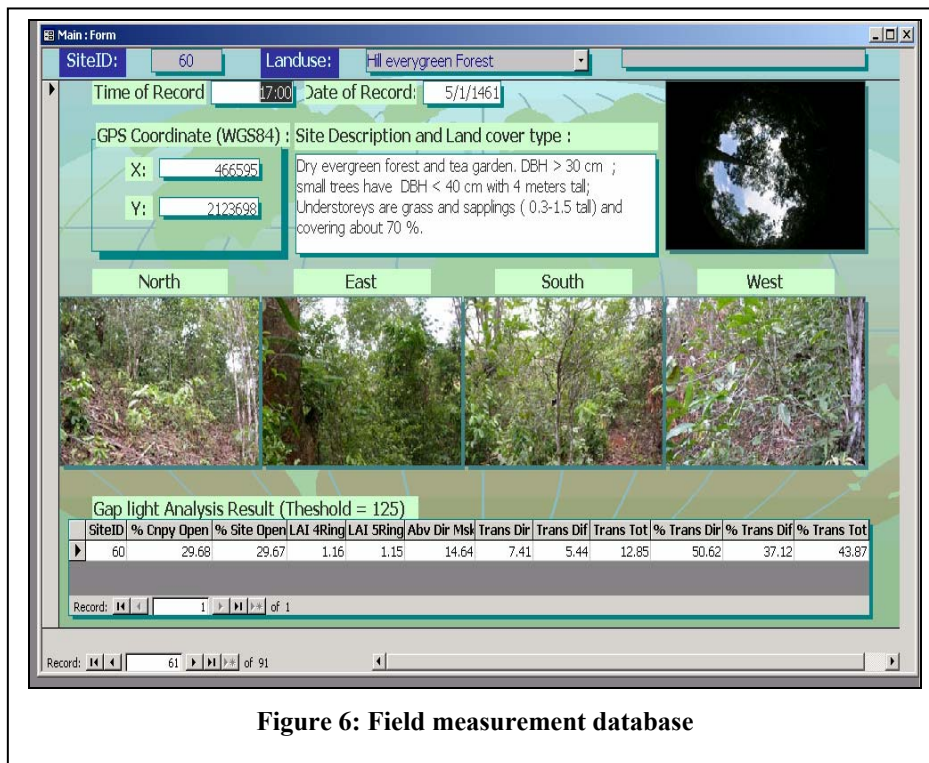 Main : Form
SiteID: 60 Landuse: Hill everygreen Forest
Time of Record 17:00 Date of Record: 5/1/1461
GPS Coordinate (WGS84) : Site Description and Land cover type :
X: 466595
Y: 2123698
Dry evergreen forest and tea garden. DBH > 30 cm ;
small trees have DBH < 40 cm with 4 meters tall;
Understoreys are grass and sapplings ( 0.3-1.5 tall) and
covering about 70 %.
North East South West
Gap light Analysis Result (Theshold = 125)
SiteID % Cnpy Open % Site Open LAI 4Ring LAI 5Ring Abv Dir Msk Trans Dir Trans Dif Trans Tot % Trans Dir % Trans Dif % Trans Tot
60 29.68 29.67 1.16 1.15 14.64 7.41 5.44 12.85 50.62 37.12 43.87
Record: 1 of 1
Record: 61 of 91
Figure 6: Field measurement database